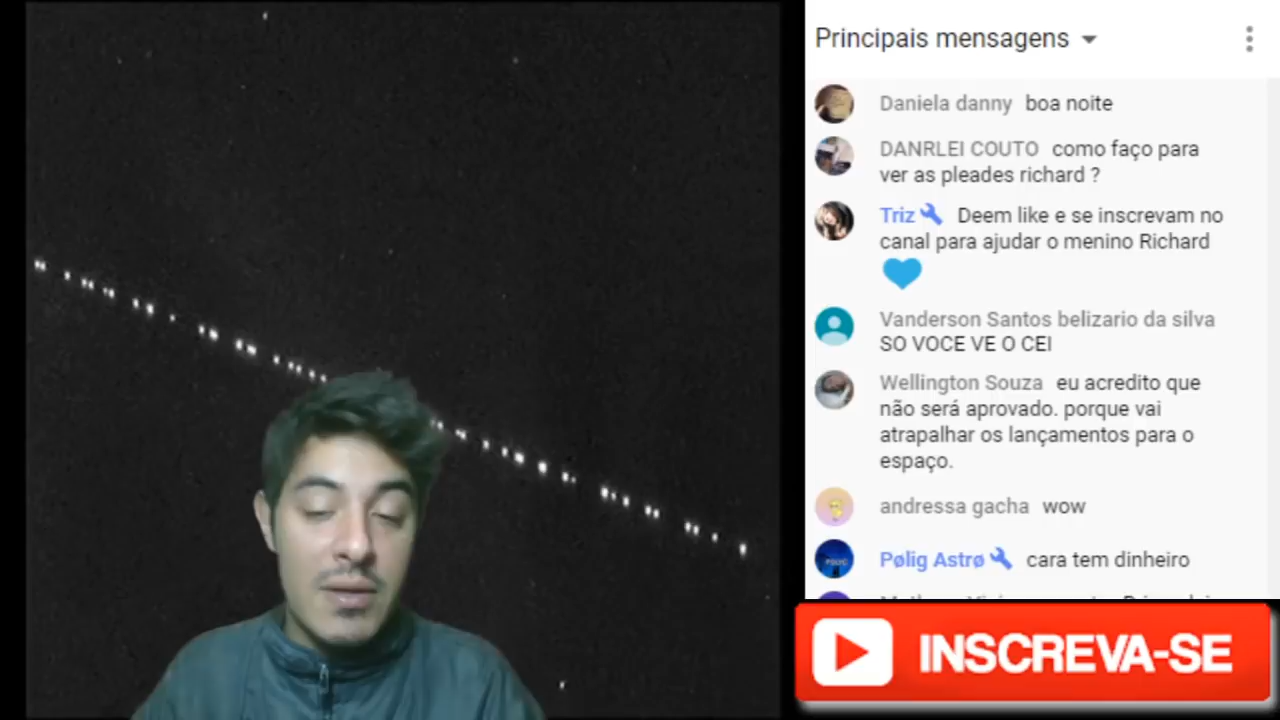 Principais mensagens
Daniela danny boa noite
DANRLEI COUTO como faço para
ver as pleades richard ?
Triz Deem like e se inscrevam no
canal para ajudar o menino Richard
Vanderson Santos belizario da silva
SO VOCE VE O CEI
Wellington Souza eu acredito que
não será aprovado. porque vai
atrapalhar os lançamentos para o
espaço.
andressa gacha wow
Pølig Astrø cara tem dinheiro
INSCREVA-SE